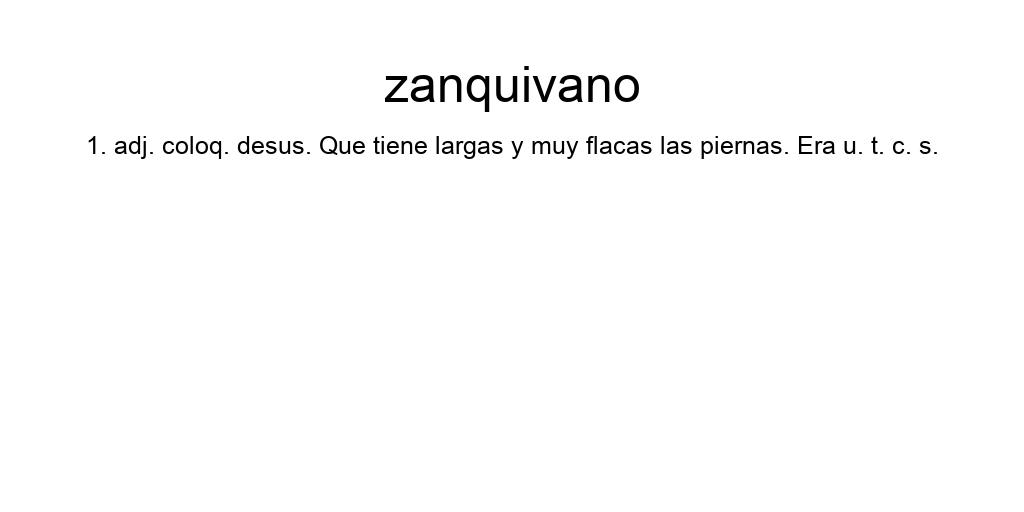 zanquivano
1. adj. coloq. desus. Que tiene largas y muy flacas las piernas. Era u. t. c. s.